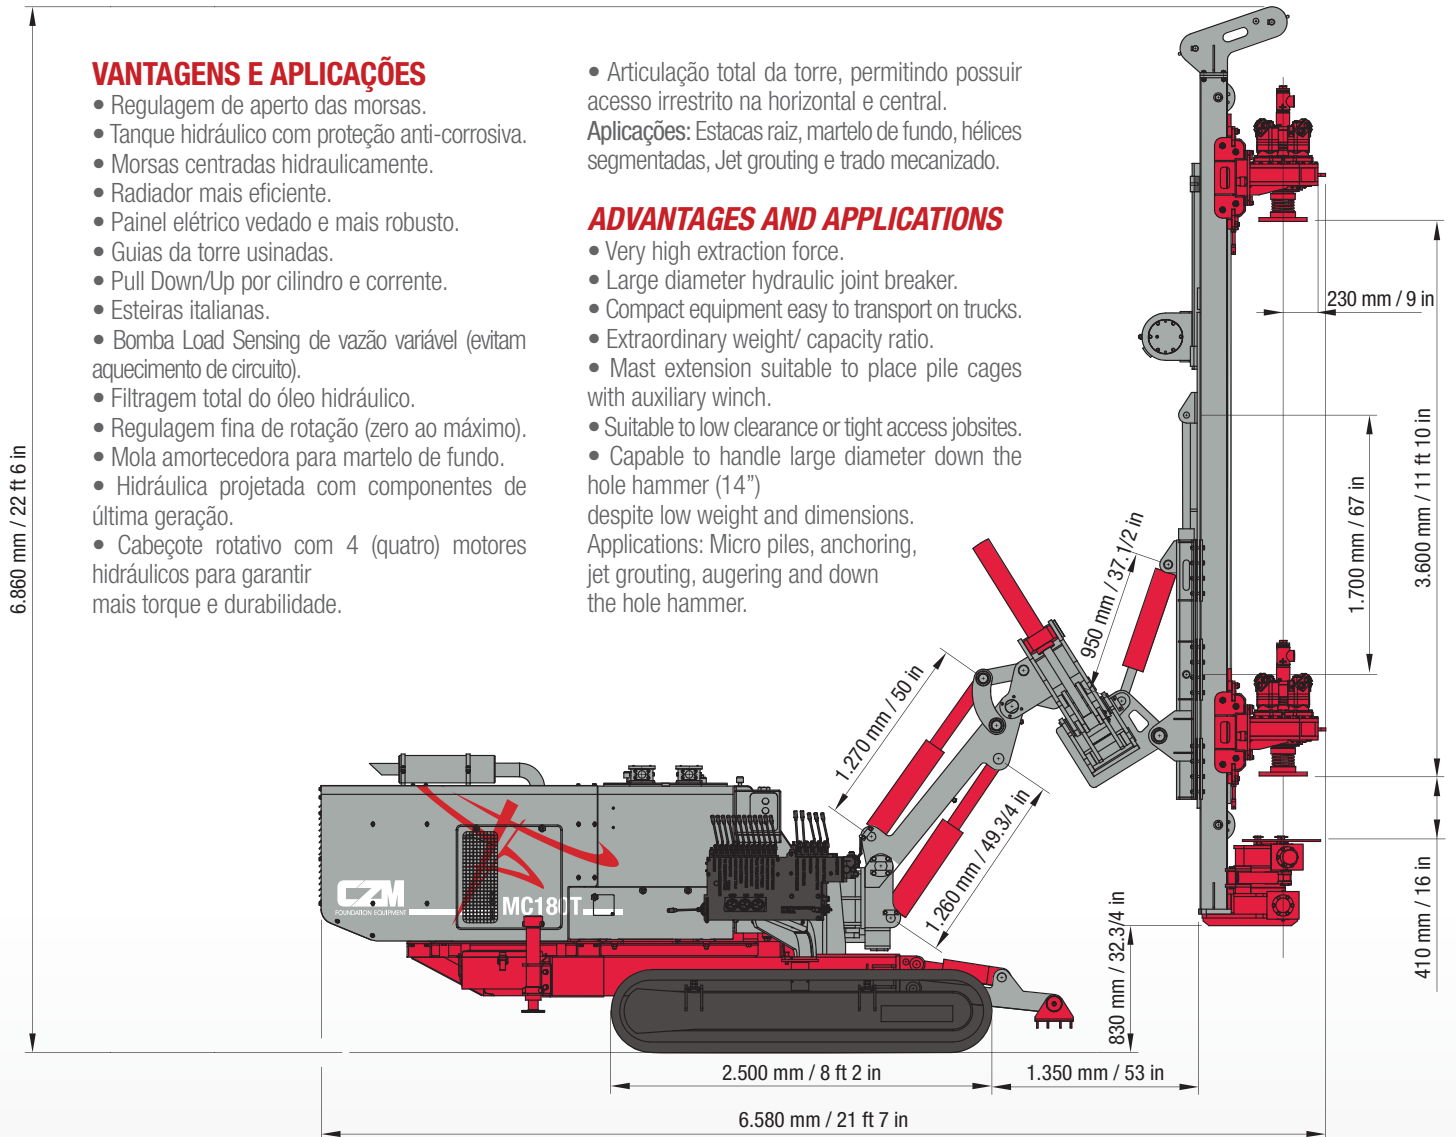 VANTAGENS E APLICAÇÕES
• Regulagem de aperto das morsas.
• Tanque hidráulico com proteção anti-corrosiva.
• Morsas centradas hidraulicamente.
• Radiador mais eficiente.
• Painel elétrico vedado e mais robusto.
• Guias da torre usinadas.
• Pull Down/Up por cilindro e corrente.
• Esteiras italianas.
• Bomba Load Sensing de vazão variável (evitam
aquecimento de circuito).
• Filtragem total do óleo hidráulico.
• Regulagem fina de rotação (zero ao máximo).
• Mola amortecedora para martelo de fundo.
• Hidráulica projetada com componentes de
última geração.
• Cabeçote rotativo com 4 (quatro) motores
hidráulicos para garantir
mais torque e durabilidade.
• Articulação total da torre, permitindo possuir
acesso irrestrito na horizontal e central.
Aplicações: Estacas raiz, martelo de fundo, hélices
segmentadas, Jet grouting e trado mecanizado.
ADVANTAGES AND APPLICATIONS
• Very high extraction force.
• Large diameter hydraulic joint breaker.
• Compact equipment easy to transport on trucks.
• Extraordinary weight/ capacity ratio.
• Mast extension suitable to place pile cages
with auxiliary winch.
• Suitable to low clearance or tight access jobsites.
• Capable to handle large diameter down the
hole hammer (14”)
despite low weight and dimensions.
Applications: Micro piles, anchoring,
jet grouting, augering and down
the hole hammer.
6.860 mm / 22 ft 6 in
230 mm / 9 in
3.600 mm / 11 ft 10 in
1.700 mm / 67 in
950 mm / 37.1/2 in
1.270 mm / 50 in
1.260 mm / 49.3/4 in
830 mm / 32.3/4 in
410 mm / 16 in
CZM
FOUNDATION EQUIPMENT
MC180T
2.500 mm / 8 ft 2 in
1.350 mm / 53 in
6.580 mm / 21 ft 7 in